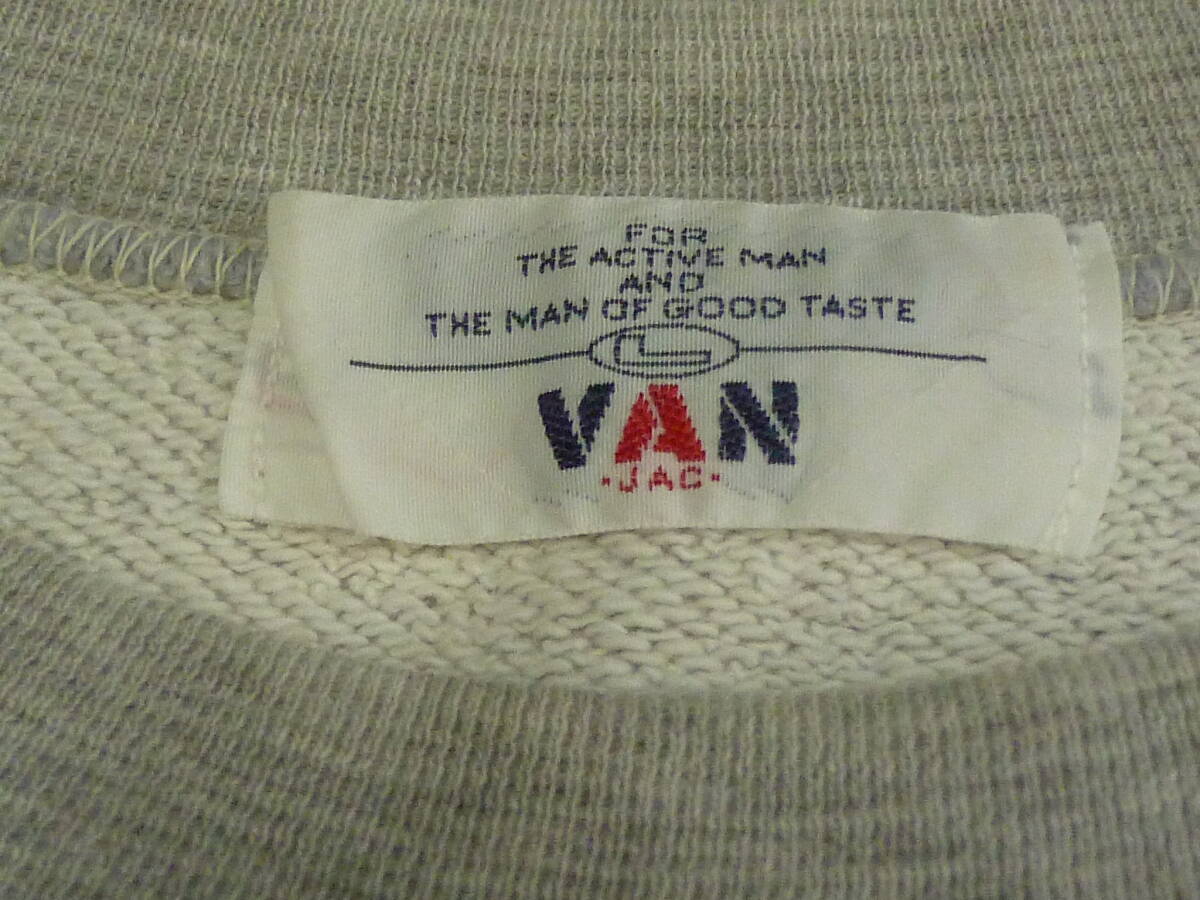 FOR
THE ACTIVE MAN
AND
THE MAN OF GOOD TASTE
L
VAN
·JAC·